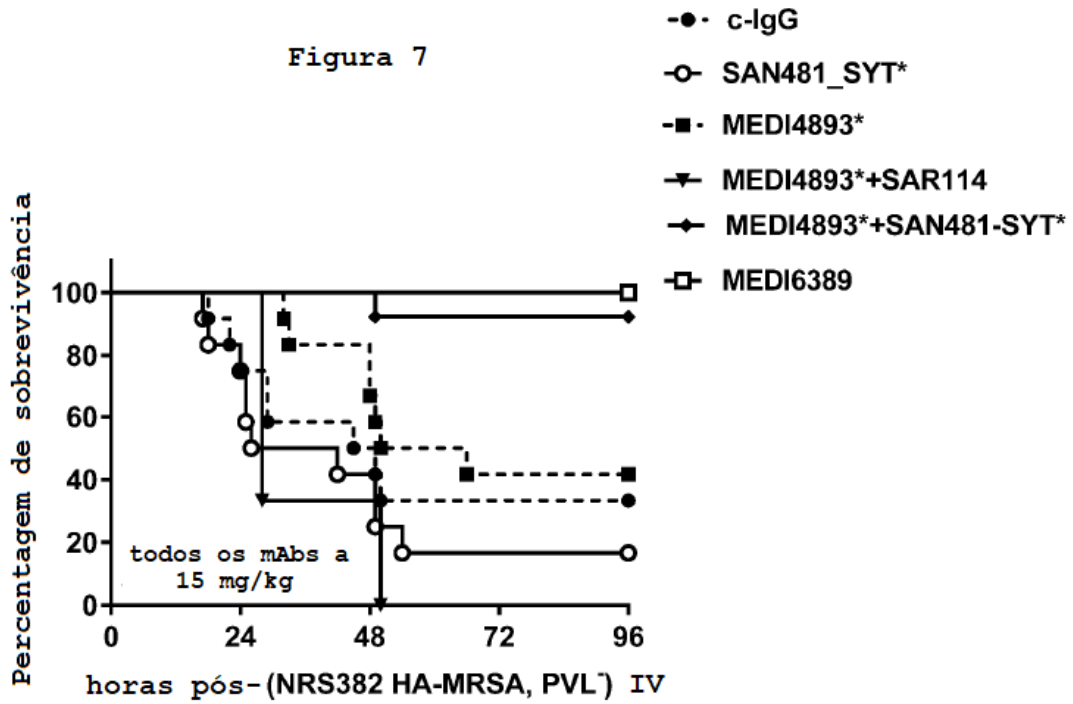 Figura 7
c-IgG
SAN481_SYT*
MEDI4893*
MEDI4893*+SAR114
MEDI4893*+SAN481-SYT*
MEDI6389
Percentagem de sobrevivência
100
80
60
40
20
0
todos os mAbs a
15 mg/kg
0 24 48 72 96
horas pós-(NRS382 HA-MRSA, PVL⁻) IV